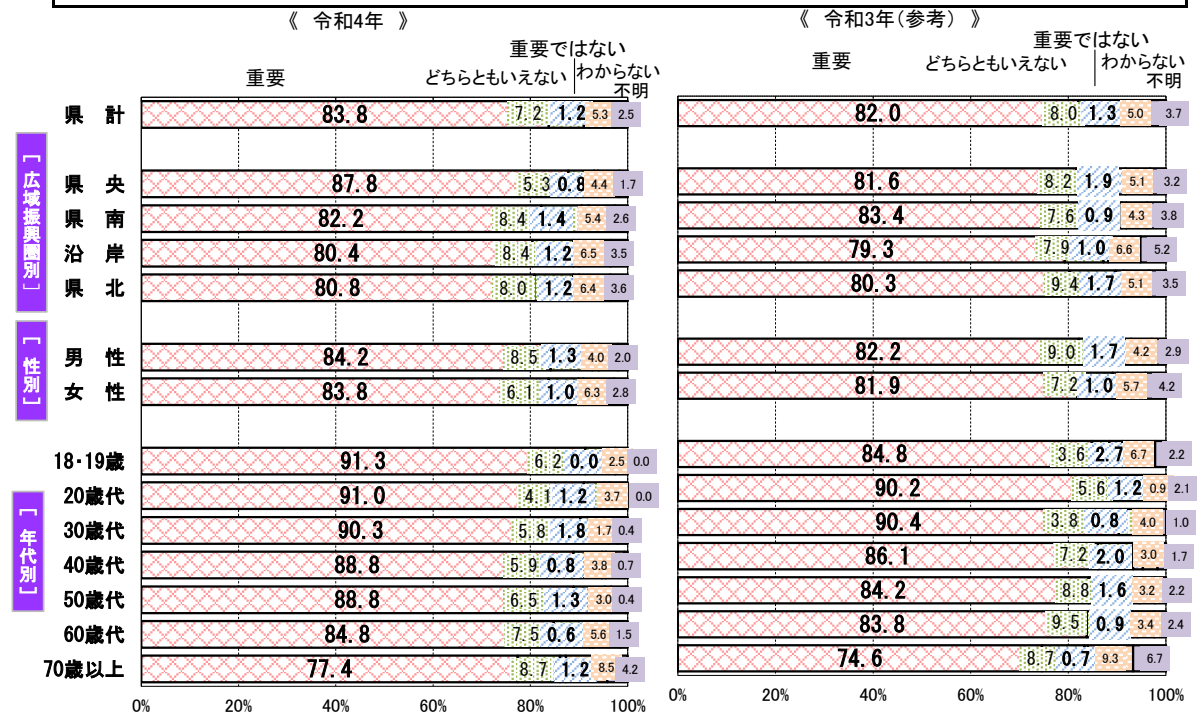 《 令和4年 》
《 令和3年(参考) 》
重要
どちらともいえない
重要ではない
わからない
不明
重要
どちらともいえない
重要ではない
わからない
不明
県 計 83.8 7.2 1.2 5.3 2.5 82.0 8.0 1.3 5.0 3.7
[広域振興圏別]
県 央 87.8 5.3 0.8 4.4 1.7 81.6 8.2 1.9 5.1 3.2
県 南 82.2 8.4 1.4 5.4 2.6 83.4 7.6 0.9 4.3 3.8
沿 岸 80.4 8.4 1.2 6.5 3.5 79.3 7.9 1.0 6.6 5.2
県 北 80.8 8.0 1.2 6.4 3.6 80.3 9.4 1.7 5.1 3.5
[性別]
男 性 84.2 8.5 1.3 4.0 2.0 82.2 9.0 1.7 4.2 2.9
女 性 83.8 6.1 1.0 6.3 2.8 81.9 7.2 1.0 5.7 4.2
[年代別]
18・19歳 91.3 6.2 0.0 2.5 0.0 84.8 3.6 2.7 6.7 2.2
20歳代 91.0 4.1 1.2 3.7 0.0 90.2 5.6 1.2 0.9 2.1
30歳代 90.3 5.8 1.8 1.7 0.4 90.4 3.8 0.8 4.0 1.0
40歳代 88.8 5.9 0.8 3.8 0.7 86.1 7.2 2.0 3.0 1.7
50歳代 88.8 6.5 1.3 3.0 0.4 84.2 8.8 1.6 3.2 2.2
60歳代 84.8 7.5 0.6 5.6 1.5 83.8 9.5 0.9 3.4 2.4
70歳以上 77.4 8.7 1.2 8.5 4.2 74.6 8.7 0.7 9.3 6.7
0% 20% 40% 60% 80% 100%
0% 20% 40% 60% 80% 100%